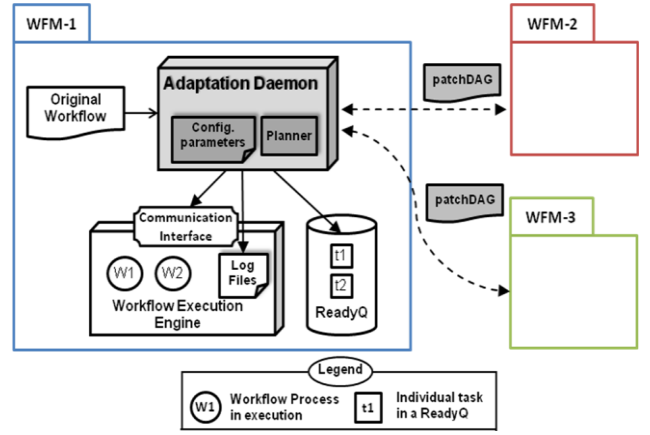 WFM-1
WFM-2
Adaptation Daemon
patchDAG
Original
Workflow
Config.
parameters
Planner
patchDAG
WFM-3
Communication
Interface
W1
W2
Log
Files
t1
t2
Workflow Execution
Engine
ReadyQ
Legend
W1
Workflow Process
in execution
t1
Individual task
in a ReadyQ